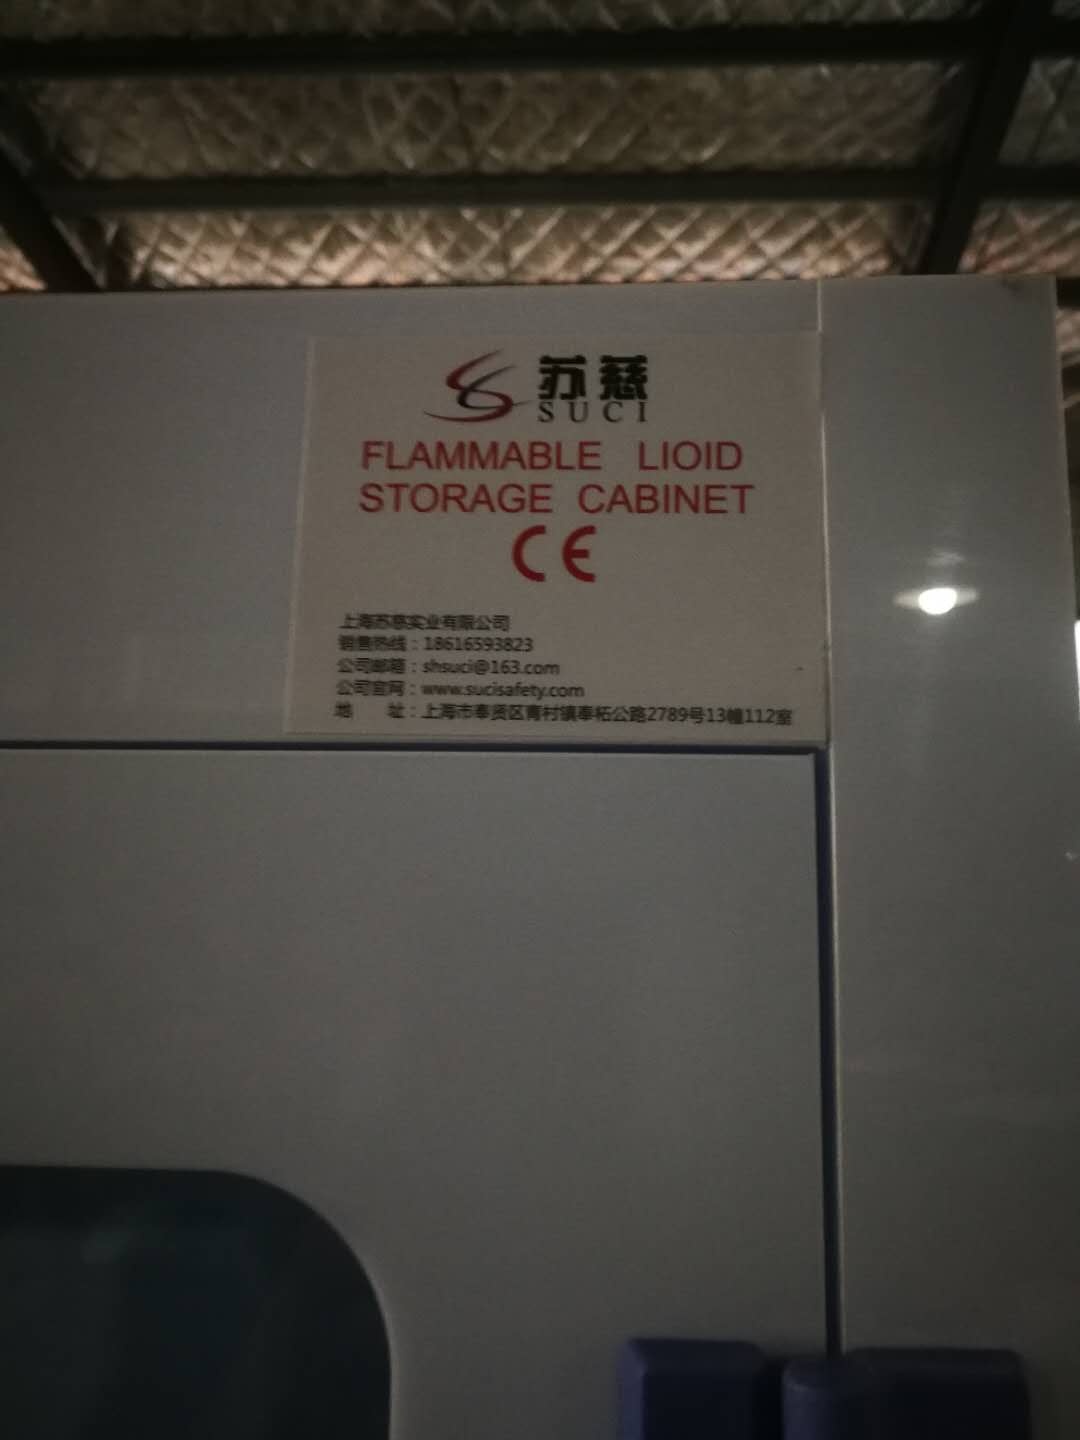 苏慈
SUCI
FLAMMABLE LIOID
STORAGE CABINET
CE
上海苏慈实业有限公司
销售热线：18616593823
公司邮箱：shsuci@163.com
公司官网：www.sucisafety.com
地 址：上海市奉贤区青村镇奉柘公路2789号13幢112室